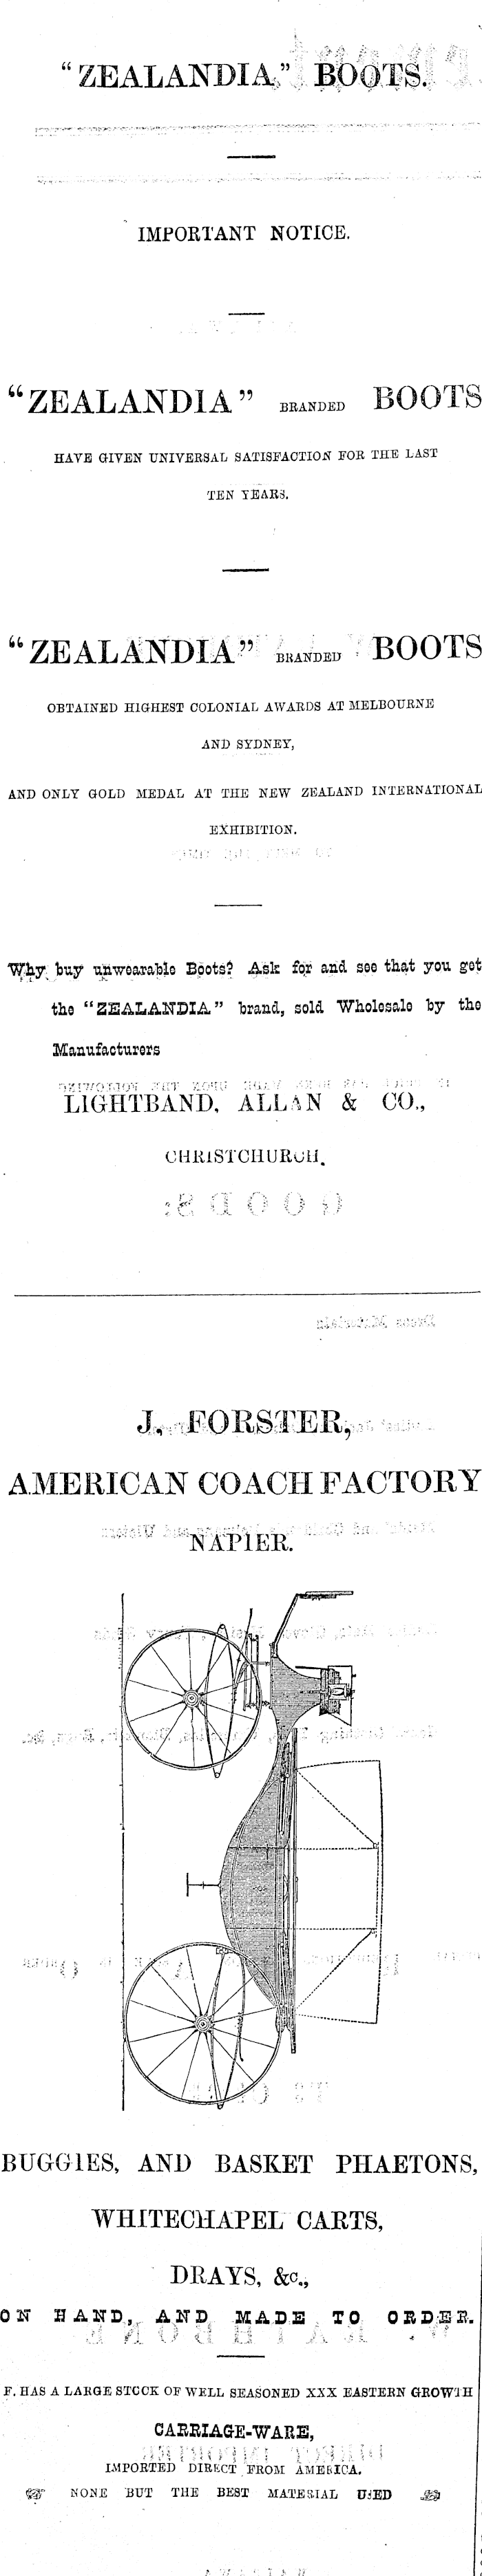 "ZEALANDIA" BOOTS.
IMPORTANT NOTICE.
"ZEALANDIA" BRANDED BOOTS
HAVE GIVEN UNIVERSAL SATISFACTION FOR THE LAST
TEN YEARS.
"ZEALANDIA" BRANDED BOOTS
OBTAINED HIGHEST COLONIAL AWARDS AT MELBOURNE
AND SYDNEY,
AND ONLY GOLD MEDAL AT THE NEW ZEALAND INTERNATIONAL
EXHIBITION.
Why buy unwearable Boots? Ask for and see that you get
the "ZEALANDIA" brand, sold Wholesale by the
Manufacturers
LIGHTBAND, ALLAN & CO.,
CHRISTCHURCH.
J. FORSTER,
AMERICAN COACH FACTORY
NAPIER.
BUGGIES, AND BASKET PHAETONS,
WHITECHAPEL CARTS,
DRAYS, &c.,
ON HAND, AND MADE TO ORDER.
F. HAS A LARGE STOCK OF WELL SEASONED XXX EASTERN GROWTH
CARRIAGE-WARE,
IMPORTED DIRECT FROM AMERICA.
NONE BUT THE BEST MATERIAL USED